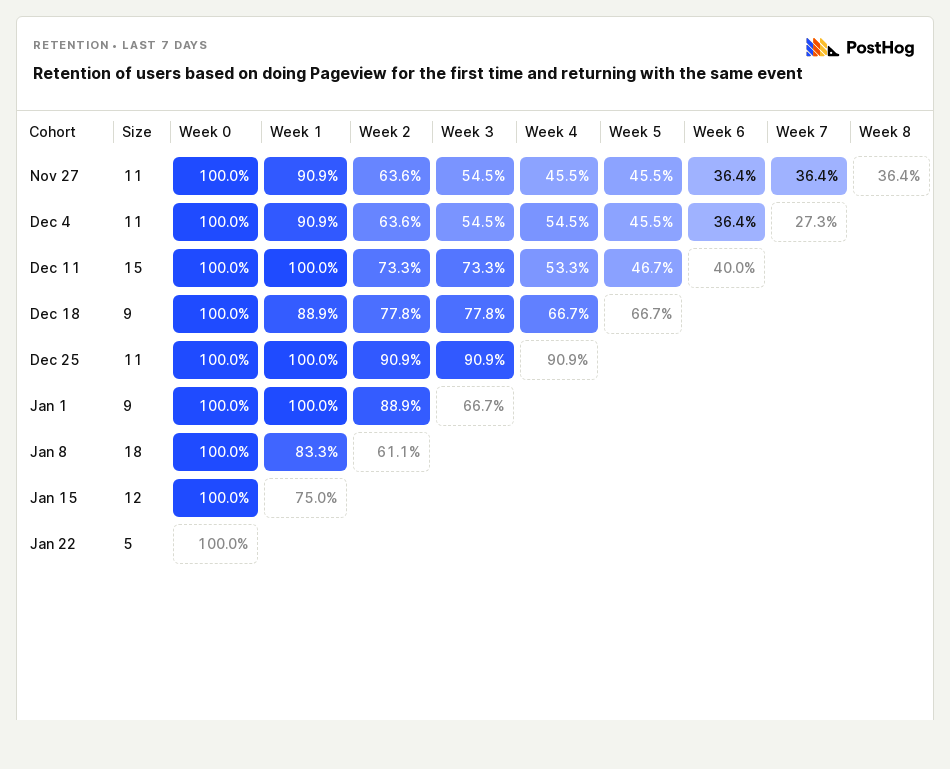 RETENTION • LAST 7 DAYS
PostHog
Retention of users based on doing Pageview for the first time and returning with the same event
Cohort Size Week 0 Week 1 Week 2 Week 3 Week 4 Week 5 Week 6 Week 7 Week 8
Nov 27 11 100.0% 90.9% 63.6% 54.5% 45.5% 45.5% 36.4% 36.4% 36.4%
Dec 4 11 100.0% 90.9% 63.6% 54.5% 54.5% 45.5% 36.4% 27.3%
Dec 11 15 100.0% 100.0% 73.3% 73.3% 53.3% 46.7% 40.0%
Dec 18 9 100.0% 88.9% 77.8% 77.8% 66.7% 66.7%
Dec 25 11 100.0% 100.0% 90.9% 90.9% 90.9%
Jan 1 9 100.0% 100.0% 88.9% 66.7%
Jan 8 18 100.0% 83.3% 61.1%
Jan 15 12 100.0% 75.0%
Jan 22 5 100.0%